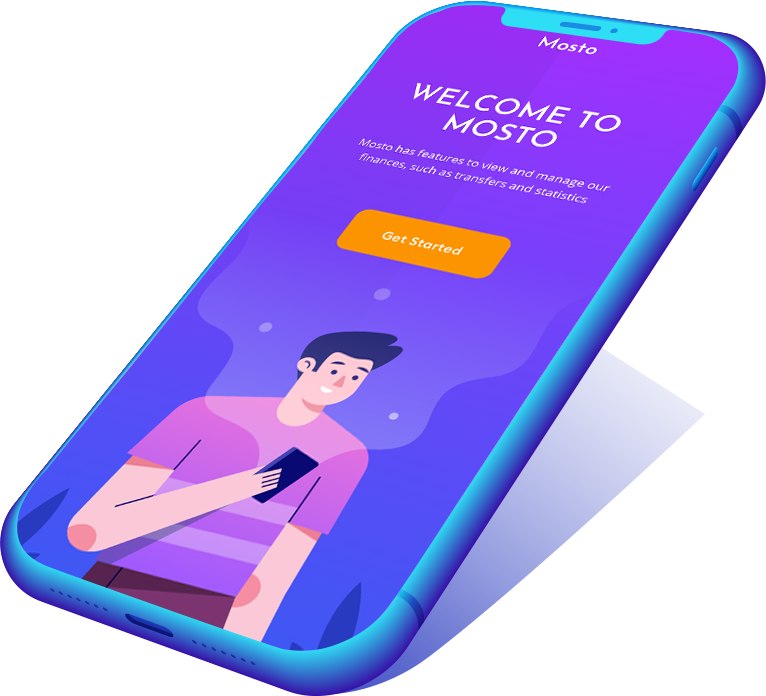 Mosto
WELCOME TO
MOSTO
Mosto has features to view and manage our
finances, such as transfers and statistics
Get Started